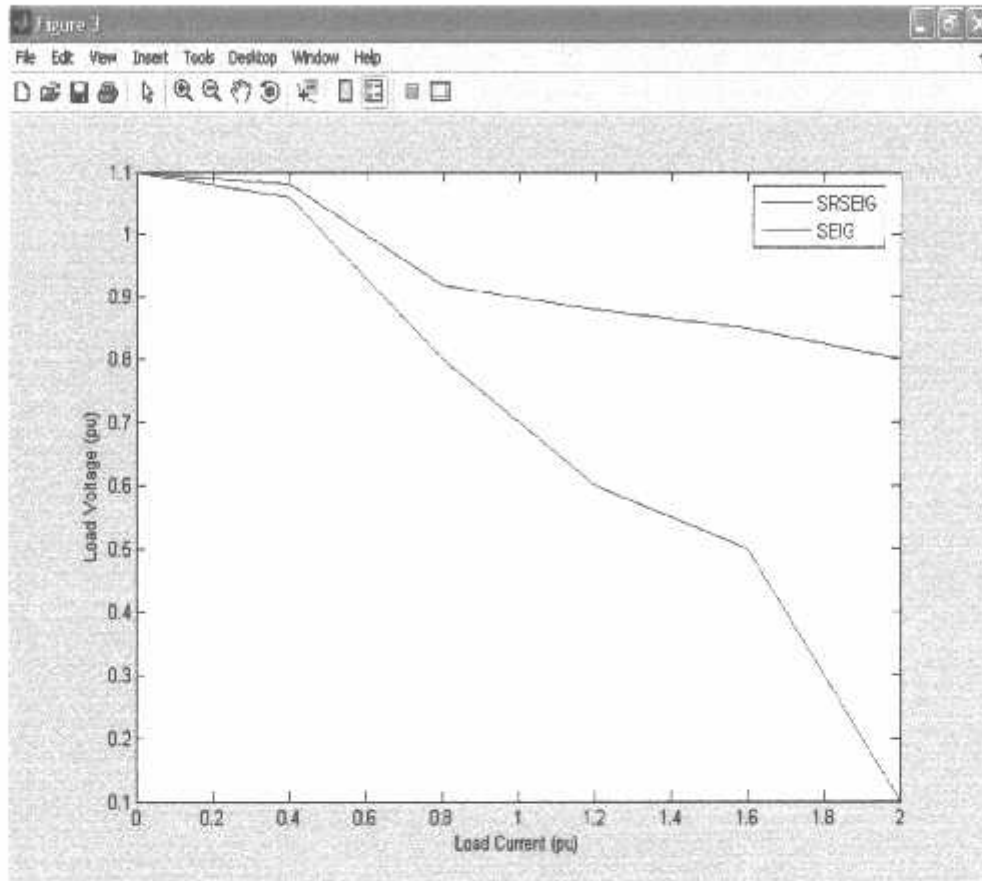 Figure 3
File Edit View Insert Tools Desktop Window Help
1.1
1
0.9
0.8
0.7
0.6
0.5
0.4
0.3
0.2
0.1
Load Voltage (pu)
SRSEIG
SEIG
0 0.2 0.4 0.6 0.8 1 1.2 1.4 1.6 1.8 2
Load Current (pu)